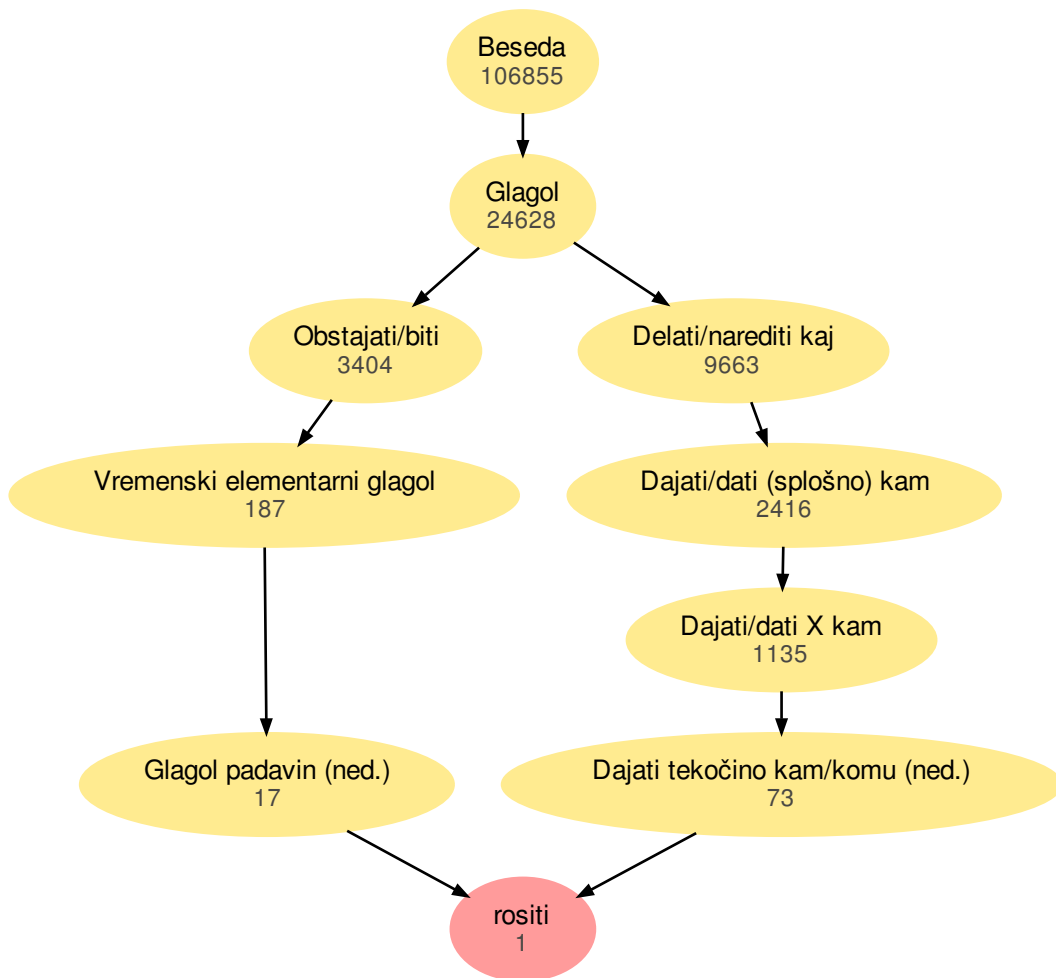 Beseda
106855
Glagol
24628
Obstajati/biti
3404
Delati/narediti kaj
9663
Vremenski elementarni glagol
187
Dajati/dati (splošno) kam
2416
Dajati/dati X kam
1135
Glagol padavin (ned.)
17
Dajati tekočino kam/komu (ned.)
73
rositi
1